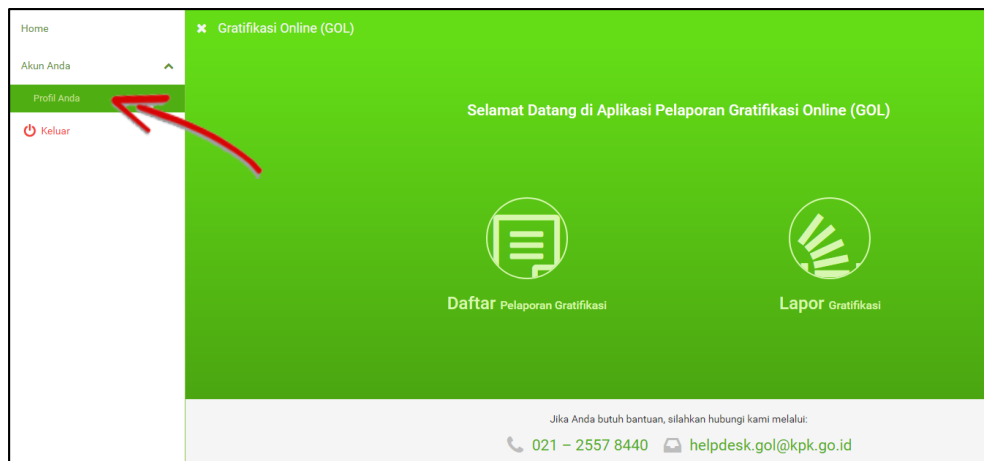 Home
Akun Anda
Profil Anda
Keluar
Gratifikasi Online (GOL)
Selamat Datang di Aplikasi Pelaporan Gratifikasi Online (GOL)
Daftar Pelaporan Gratifikasi
Lapor Gratifikasi
Jika Anda butuh bantuan, silahkan hubungi kami melalui:
021 – 2557 8440 helpdesk.gol@kpk.go.id